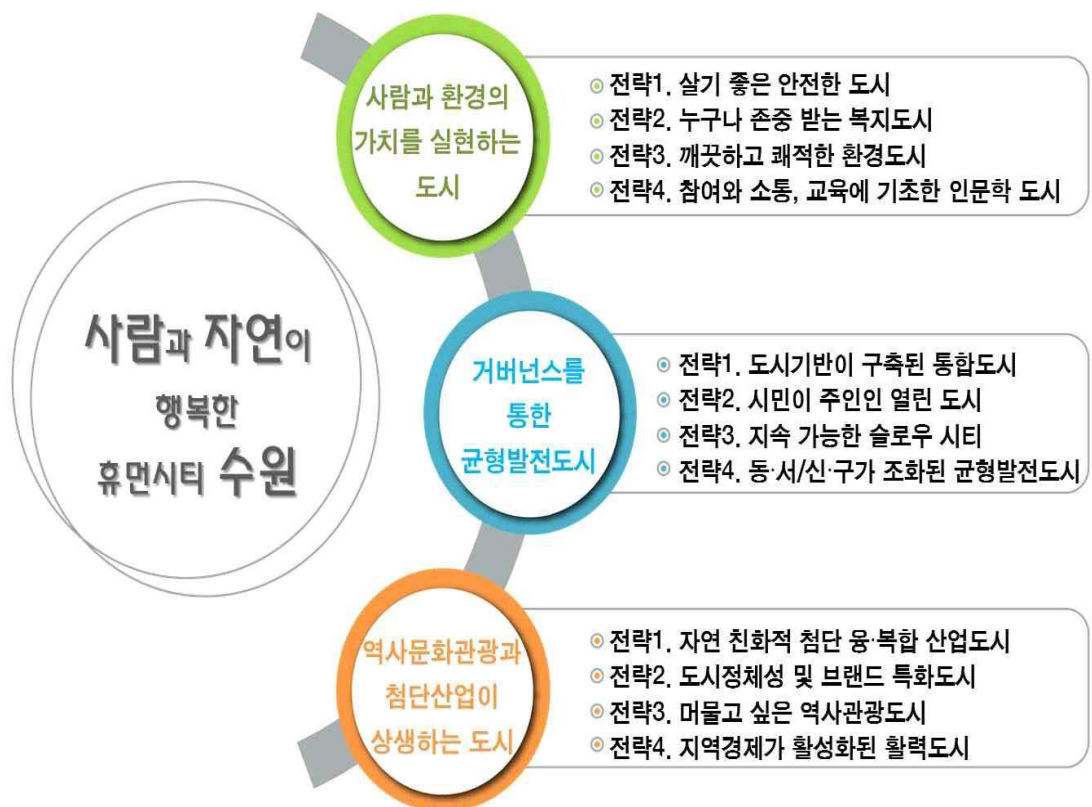 사람과 자연이
행복한
휴먼시티 수원
사람과 환경의
가치를 실현하는
도시
전략1. 살기 좋은 안전한 도시
전략2. 누구나 존중 받는 복지도시
전략3. 깨끗하고 쾌적한 환경도시
전략4. 참여와 소통, 교육에 기초한 인문학 도시
거버넌스를
통한
균형발전도시
전략1. 도시기반이 구축된 통합도시
전략2. 시민이 주인인 열린 도시
전략3. 지속 가능한 슬로우 시티
전략4. 동·서/신·구가 조화된 균형발전도시
역사문화관광과
첨단산업이
상생하는 도시
전략1. 자연 친화적 첨단 융·복합 산업도시
전략2. 도시정체성 및 브랜드 특화도시
전략3. 머물고 싶은 역사관광도시
전략4. 지역경제가 활성화된 활력도시